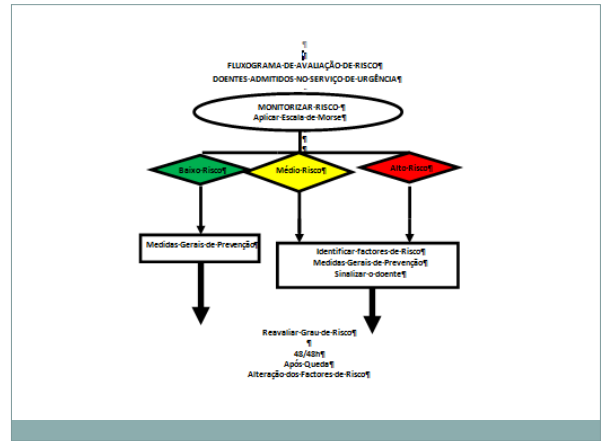 ¶
¶
FLUXOGRAMA·DE·AVALIAÇÃO·DE·RISCO¶
DOENTES·ADMITIDOS·NO·SERVIÇO·DE·URGÊNCIA¶
MONITORIZAR·RISCO·¶
Aplicar·Escala·de·Morse¶
¶
¶
Baixo·Risco¶
Médio·Risco¶
Alto·Risco¶
Medidas·Gerais·de·Prevenção¶
Identificar·factores·de·Risco¶
Medidas·Gerais·de·Prevenção¶
Sinalizar·o·doente¶
Reavaliar·Grau·de·Risco¶
¶
48/48h¶
Após·Queda¶
Alteração·dos·Factores·de·Risco¶